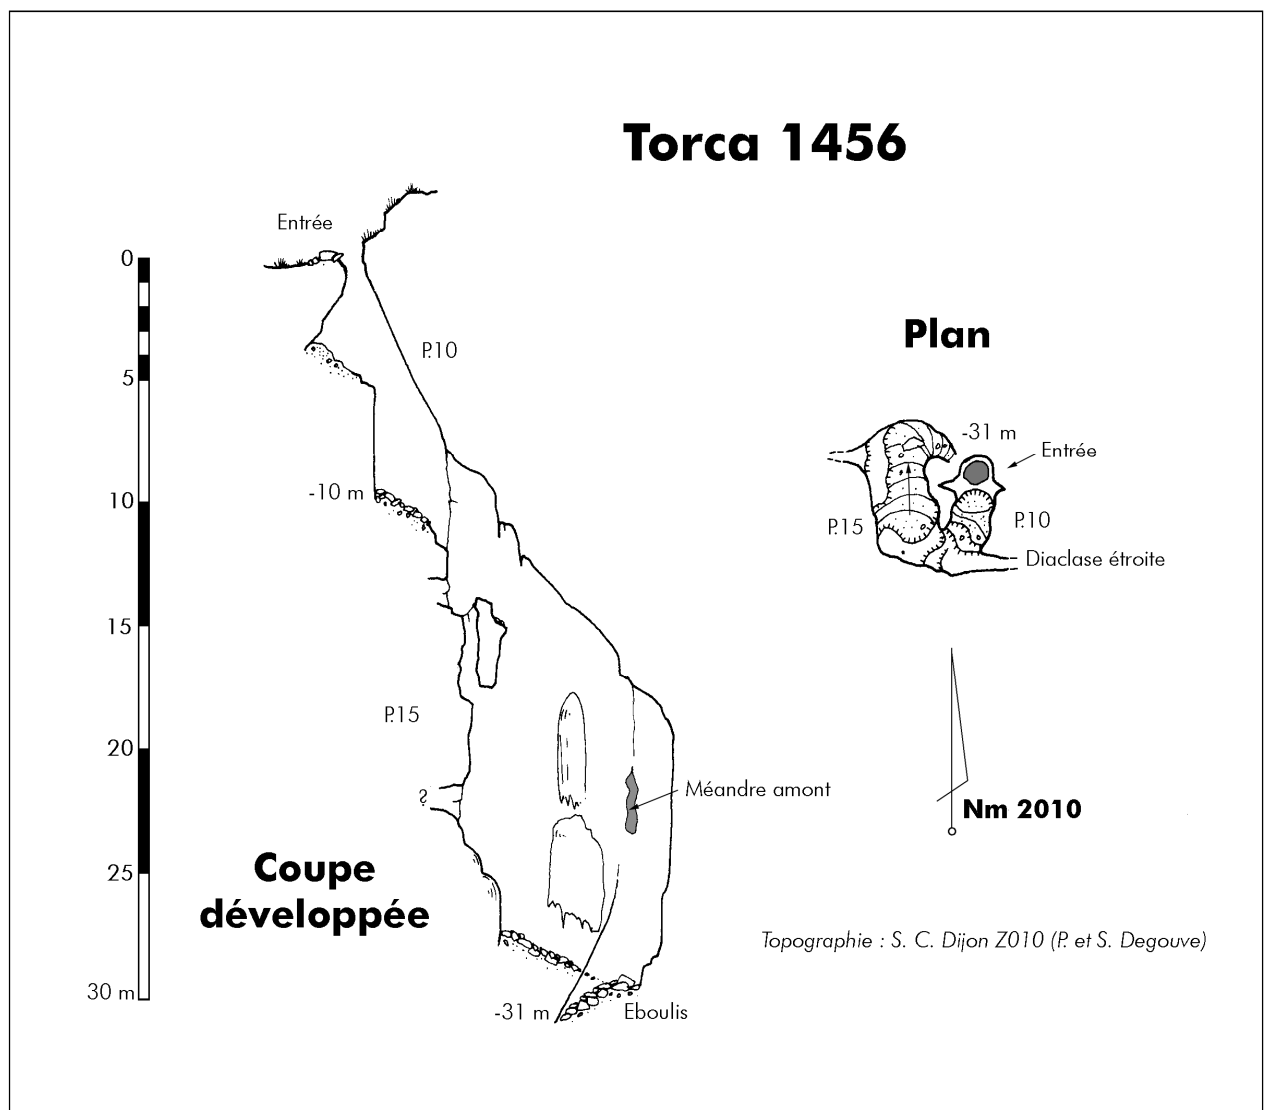 Torca 1456
Entrée
0
P.10
5
-10 m
10
15
P.15
20
?
Méandre amont
25
Coupe
développée
30 m
-31 m
Eboulis
Plan
-31 m
Entrée
P.15
P.10
Diaclase étroite
Nm 2010
Topographie : S. C. Dijon Z010 (P. et S. Degouve)